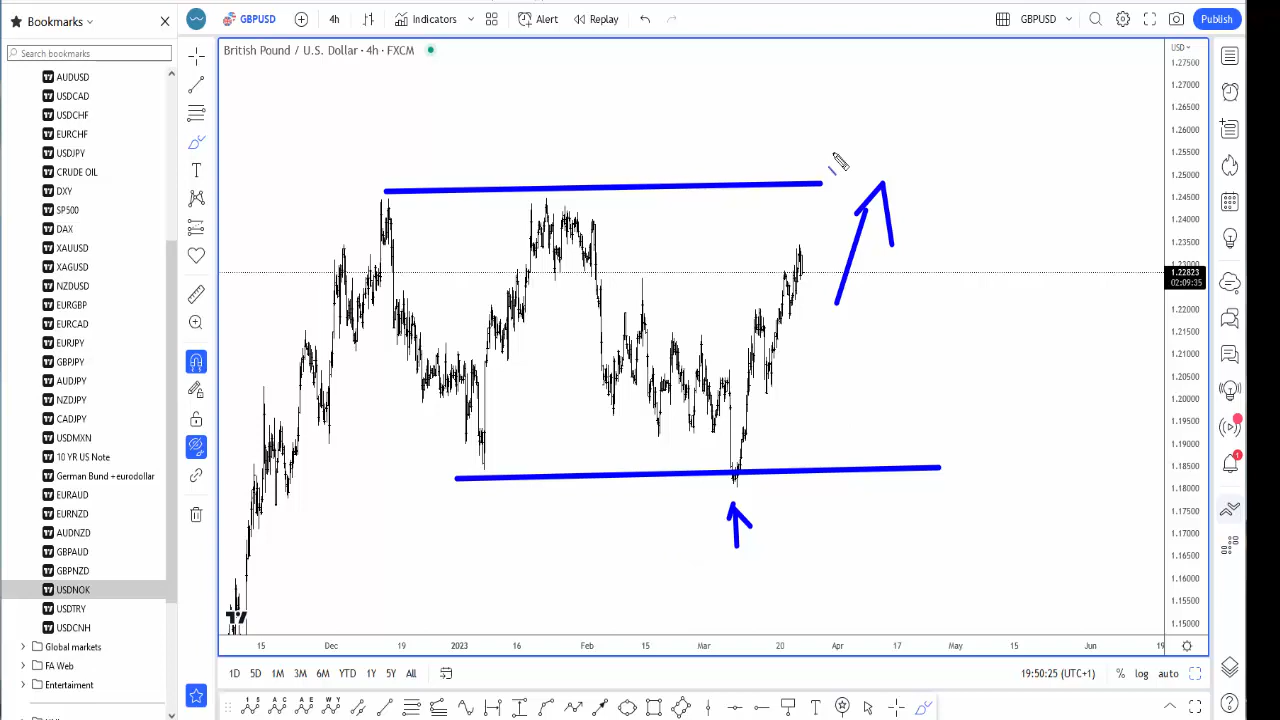 Bookmarks
GBPUSD
4h
Indicators
Alert
Replay
GBPUSD
Publish
Search bookmarks
British Pound / U.S. Dollar · 4h · FXCM
USD
AUDUSD
USDCAD
USDCHF
EURCHF
USDJPY
CRUDE OIL
DXY
SP500
DAX
XAUUSD
XAGUSD
NZDUSD
EURGBP
EURCAD
EURJPY
GBPJPY
AUDJPY
NZDJPY
CADJPY
USDMXN
10 YR US Note
German Bund +eurodollar
EURAUD
EURNZD
AUDNZD
GBPAUD
GBPNZD
USDNOK
USDTRY
USDCNH
Global markets
FA Web
Entertaiment
1.27500
1.27000
1.26500
1.26000
1.25500
1.25000
1.24500
1.24000
1.23500
1.23000
1.22823
02:09:35
1.22000
1.21500
1.21000
1.20500
1.20000
1.19500
1.19000
1.18500
1.18000
1.17500
1.17000
1.16500
1.16000
1.15500
1.15000
15 Dec 19 2023 16 Feb 15 Mar 20 Apr 17 May 15 Jun 19
1D 5D 1M 3M 6M YTD 1Y 5Y All
19:50:25 (UTC+1) % log auto